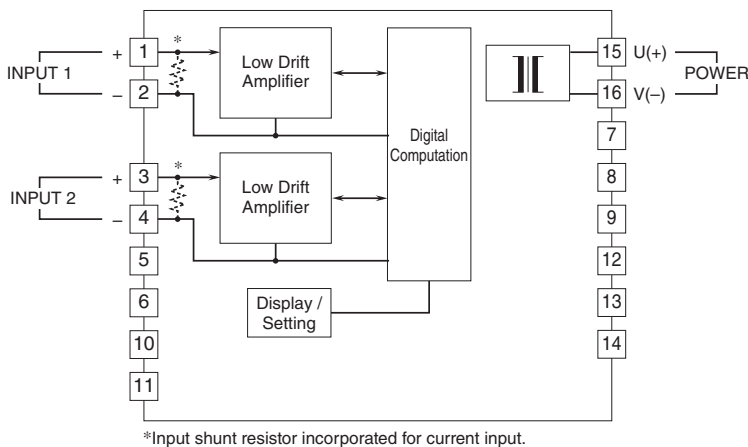 INPUT 1
+ 1
*
– 2
Low Drift
Amplifier
INPUT 2
+ 3
*
– 4
Low Drift
Amplifier
5
6
10
11
Display /
Setting
Digital
Computation
15 U(+)
16 V(–)
POWER
7
8
9
12
13
14
*Input shunt resistor incorporated for current input.